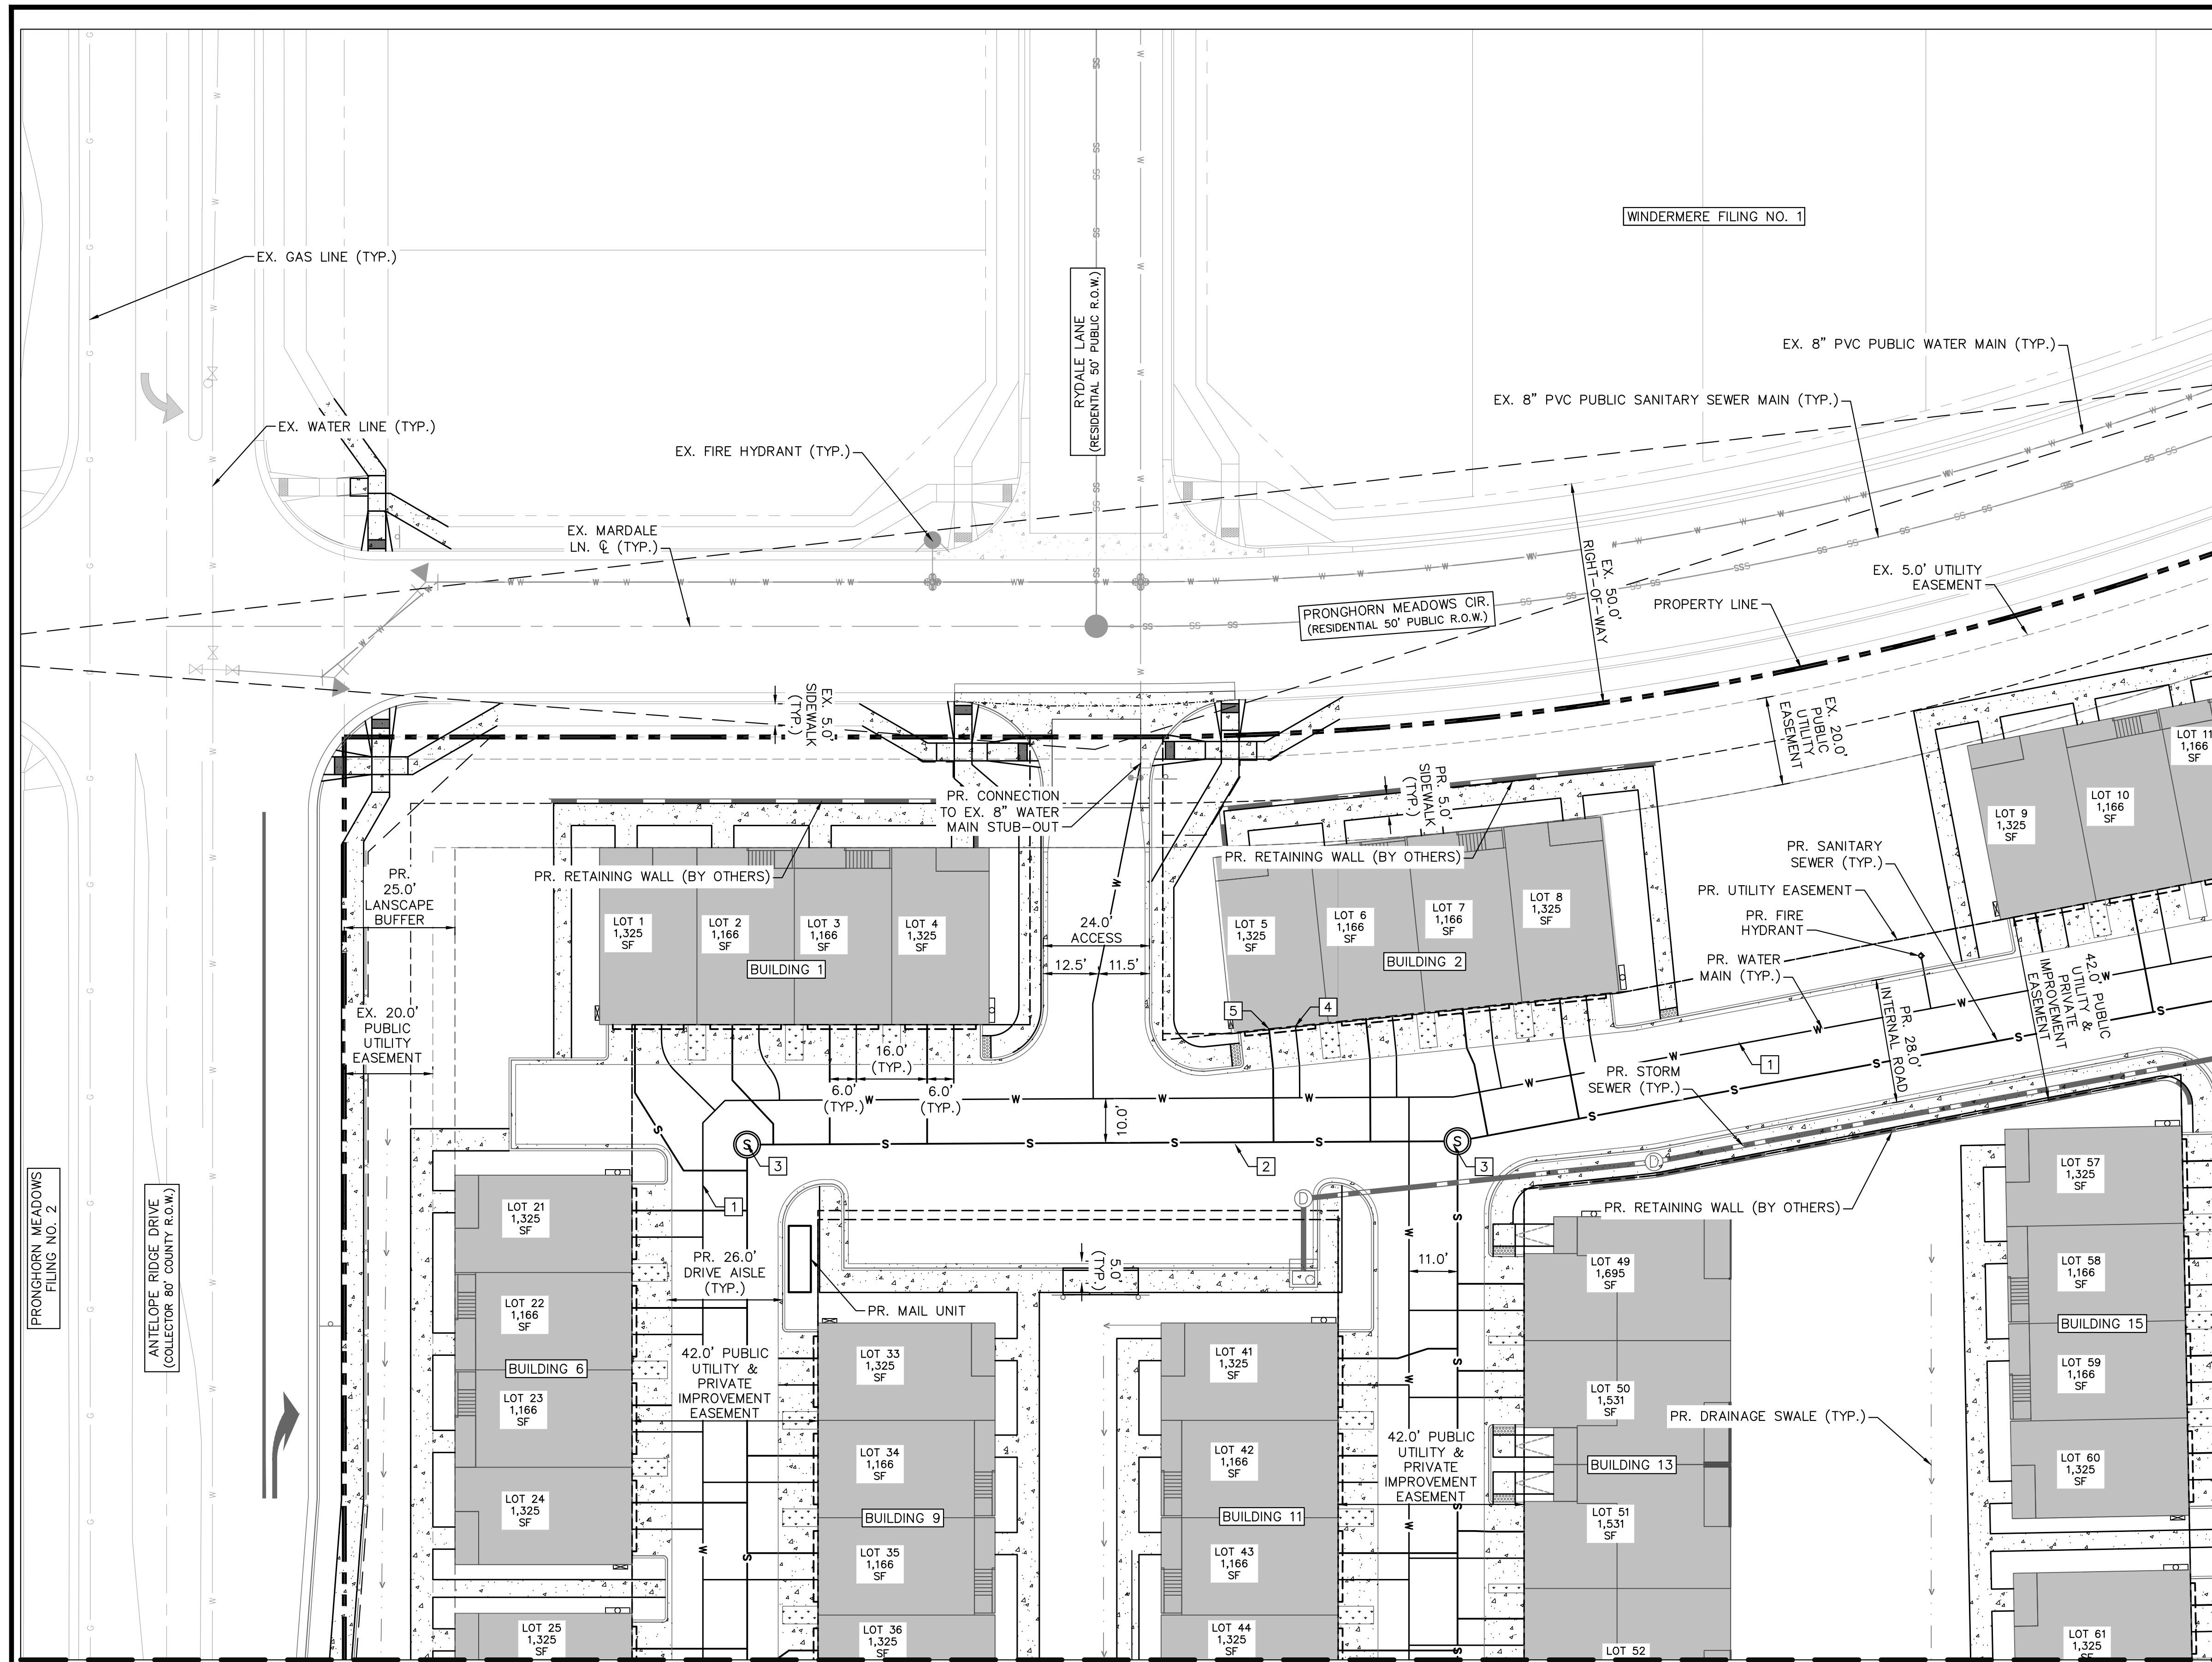 WINDERMERE FILING NO. 1
EX. GAS LINE (TYP.)
RYDALE LANE
(RESIDENTIAL 50' PUBLIC R.O.W.)
EX. 8" PVC PUBLIC WATER MAIN (TYP.)
EX. 8" PVC PUBLIC SANITARY SEWER MAIN (TYP.)
EX. WATER LINE (TYP.)
EX. FIRE HYDRANT (TYP.)
EX. MARDALE
LN. ℄ (TYP.)
EX. 50.0'
RIGHT-OF-WAY
EX. 5.0' UTILITY
EASEMENT
PRONGHORN MEADOWS CIR.
(RESIDENTIAL 50' PUBLIC R.O.W.)
PROPERTY LINE
EX. 5.0'
SIDEWALK
(TYP.)
EX. 20.0'
PUBLIC
UTILITY
EASEMENT
LOT 11
1,166
SF
LOT 10
1,166
SF
LOT 9
1,325
SF
PR. CONNECTION
TO EX. 8" WATER
MAIN STUB-OUT
PR. 5.0'
SIDEWALK
(TYP.)
PR. RETAINING WALL (BY OTHERS)
PR. RETAINING WALL (BY OTHERS)
PR.
25.0'
LANSCAPE
BUFFER
PR. SANITARY
SEWER (TYP.)
PR. UTILITY EASEMENT
PR. FIRE
HYDRANT
PR. WATER
MAIN (TYP.)
LOT 1
1,325
SF
LOT 2
1,166
SF
LOT 3
1,166
SF
LOT 4
1,325
SF
BUILDING 1
24.0'
ACCESS
12.5'
11.5'
LOT 5
1,325
SF
LOT 6
1,166
SF
LOT 7
1,166
SF
LOT 8
1,325
SF
BUILDING 2
5
4
42.0' PUBLIC
UTILITY &
PRIVATE
IMPROVEMENT
EASEMENT
PR. 28.0'
INTERNAL ROAD
EX. 20.0'
PUBLIC
UTILITY
EASEMENT
16.0'
(TYP.)
6.0'
(TYP.)
6.0'
(TYP.)
10.0'
1
PR. STORM
SEWER (TYP.)
3
2
3
1
PRONGHORN MEADOWS
FILING NO. 2
ANTELOPE RIDGE DRIVE
(COLLECTOR 80' COUNTY R.O.W.)
LOT 21
1,325
SF
LOT 22
1,166
SF
BUILDING 6
LOT 23
1,166
SF
LOT 24
1,325
SF
LOT 25
1,325
SF
PR. 26.0'
DRIVE AISLE
(TYP.)
PR. MAIL UNIT
5.0'
(TYP.)
11.0'
42.0' PUBLIC
UTILITY &
PRIVATE
IMPROVEMENT
EASEMENT
LOT 33
1,325
SF
LOT 34
1,166
SF
BUILDING 9
LOT 35
1,166
SF
LOT 36
1,325
SF
LOT 41
1,325
SF
LOT 42
1,166
SF
BUILDING 11
LOT 43
1,166
SF
LOT 44
1,325
SF
42.0' PUBLIC
UTILITY &
PRIVATE
IMPROVEMENT
EASEMENT
PR. RETAINING WALL (BY OTHERS)
LOT 49
1,695
SF
LOT 50
1,531
SF
BUILDING 13
LOT 51
1,531
SF
LOT 52
PR. DRAINAGE SWALE (TYP.)
LOT 57
1,325
SF
LOT 58
1,166
SF
BUILDING 15
LOT 59
1,166
SF
LOT 60
1,325
SF
LOT 61
1,325
SF